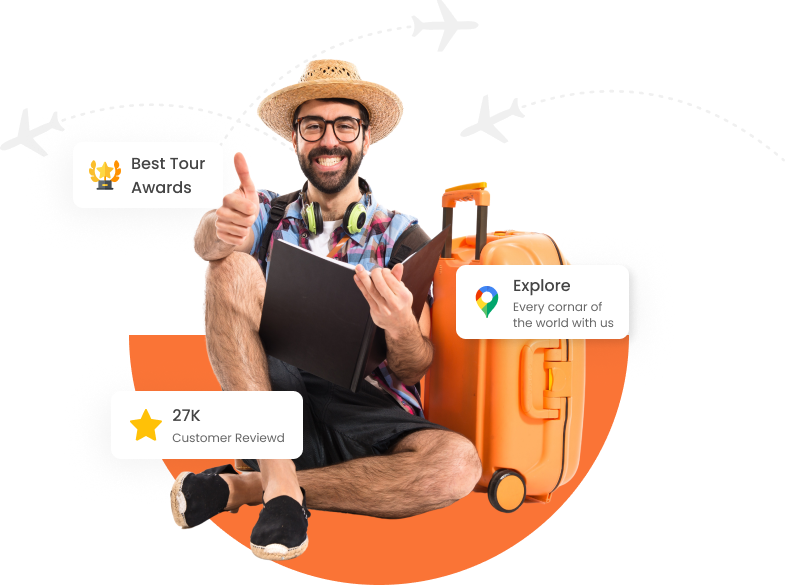 Best Tour
Awards
Explore
Every cornar of
the world with us
27K
Customer Reviewd